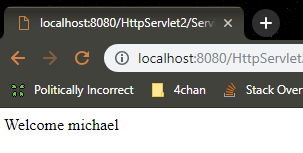 localhost:8080/HttpServlet2/Serv
localhost:8080/HttpServlet
Politically Incorrect 4chan Stack Over
Welcome michael